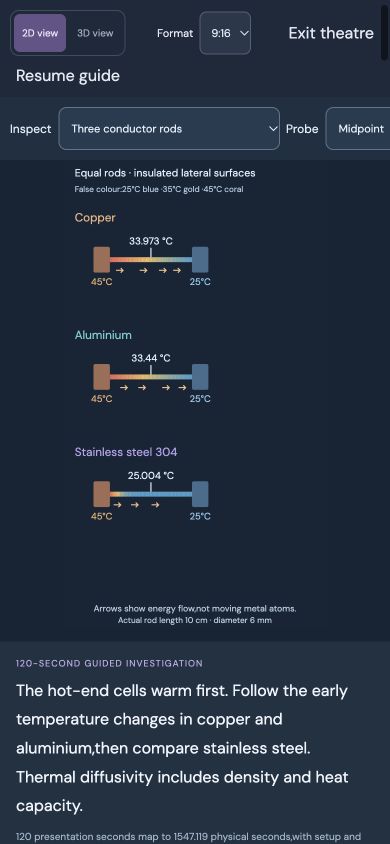 2D view 3D view Format 9:16 Exit theatre
Resume guide
Inspect Three conductor rods Probe Midpoint
Equal rods · insulated lateral surfaces
False colour:25°C blue ·35°C gold ·45°C coral
Copper
33.973 °C
45°C 25°C
Aluminium
33.44 °C
45°C 25°C
Stainless steel 304
25.004 °C
45°C 25°C
Arrows show energy flow,not moving metal atoms.
Actual rod length 10 cm · diameter 6 mm
120-SECOND GUIDED INVESTIGATION
The hot-end cells warm first. Follow the early
temperature changes in copper and
aluminium,then compare stainless steel.
Thermal diffusivity includes density and heat
capacity.
120 presentation seconds map to 1547.119 physical seconds,with setup and